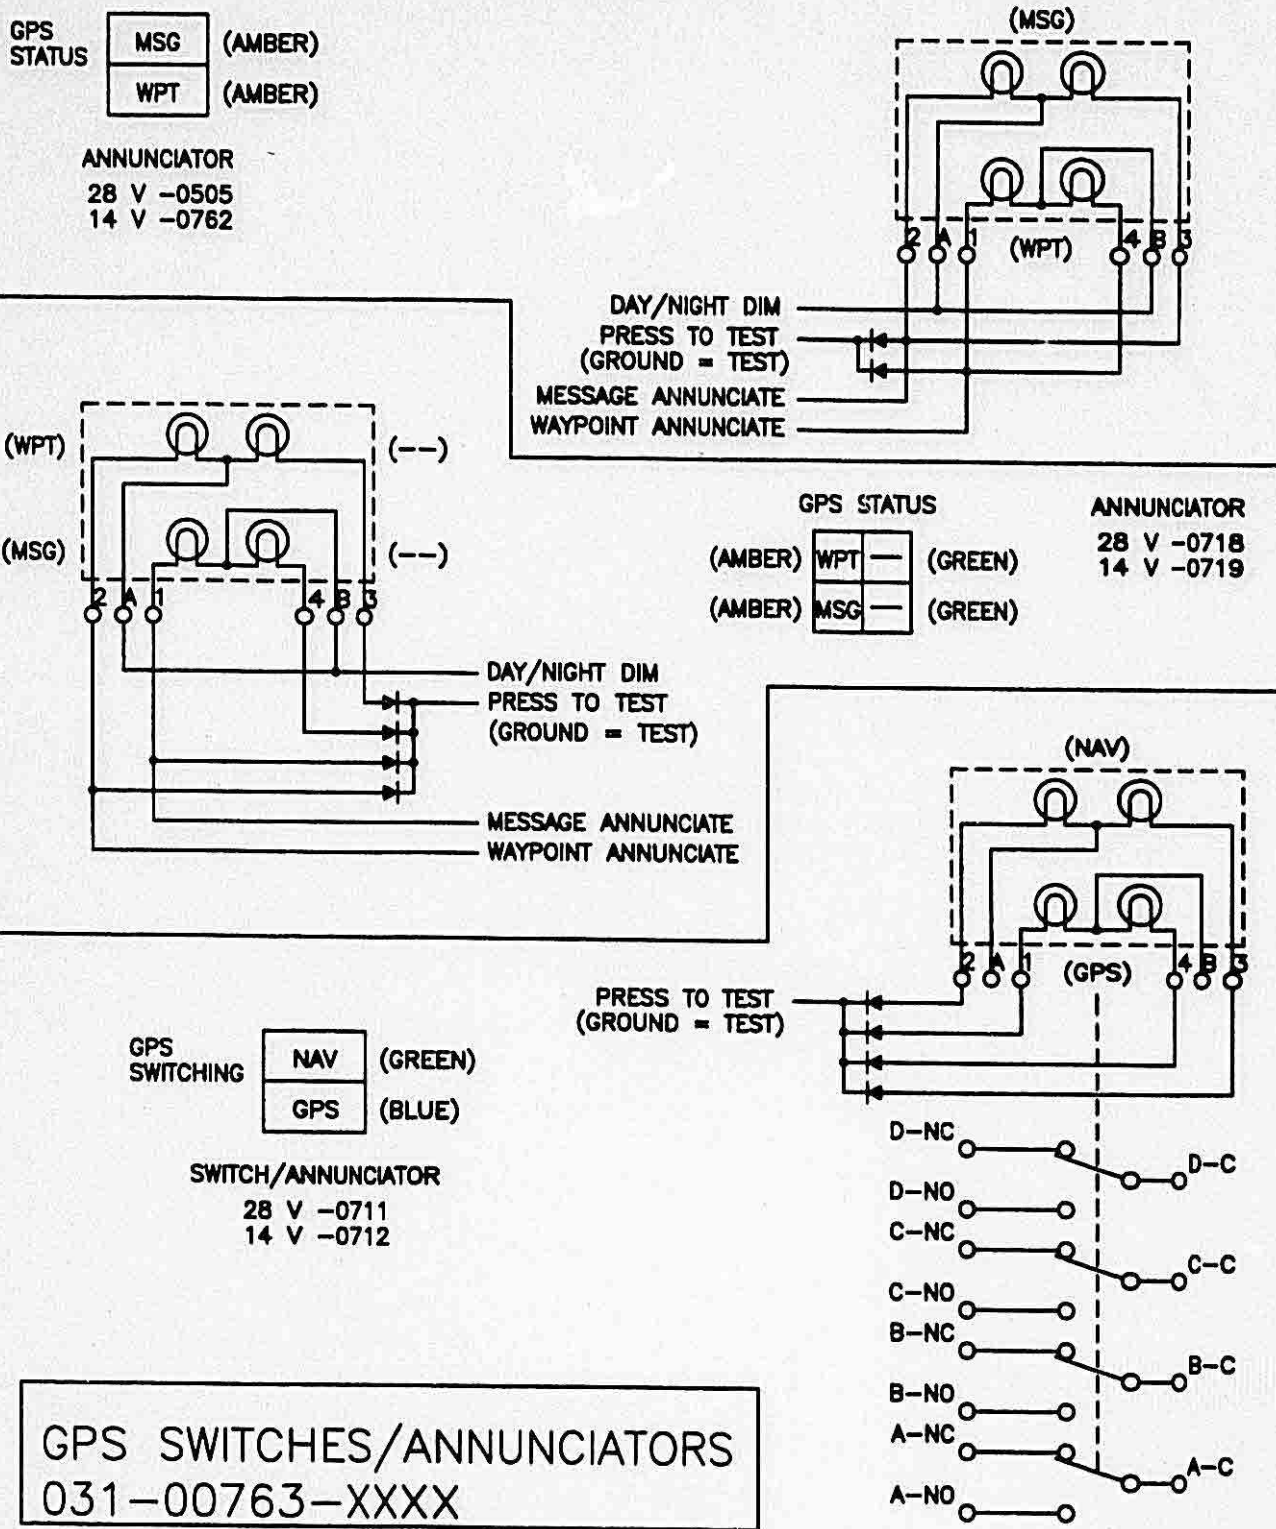 GPS
STATUS
MSG (AMBER)
WPT (AMBER)
ANNUNCIATOR
28 V -0505
14 V -0762
(MSG)
2 A 1 (WPT) 4 B 3
DAY/NIGHT DIM
PRESS TO TEST
(GROUND = TEST)
MESSAGE ANNUNCIATE
WAYPOINT ANNUNCIATE
(WPT) (--)
(MSG) (--)
2 A 1 4 B 3
DAY/NIGHT DIM
PRESS TO TEST
(GROUND = TEST)
MESSAGE ANNUNCIATE
WAYPOINT ANNUNCIATE
GPS STATUS
(AMBER) WPT — (GREEN)
(AMBER) MSG — (GREEN)
ANNUNCIATOR
28 V -0718
14 V -0719
(NAV)
2 A 1 (GPS) 4 B 3
PRESS TO TEST
(GROUND = TEST)
GPS
SWITCHING
NAV (GREEN)
GPS (BLUE)
SWITCH/ANNUNCIATOR
28 V -0711
14 V -0712
D-NC
D-C
D-NO
C-NC
C-C
C-NO
B-NC
B-C
B-NO
A-NC
A-C
A-NO
GPS SWITCHES/ANNUNCIATORS
031-00763-XXXX